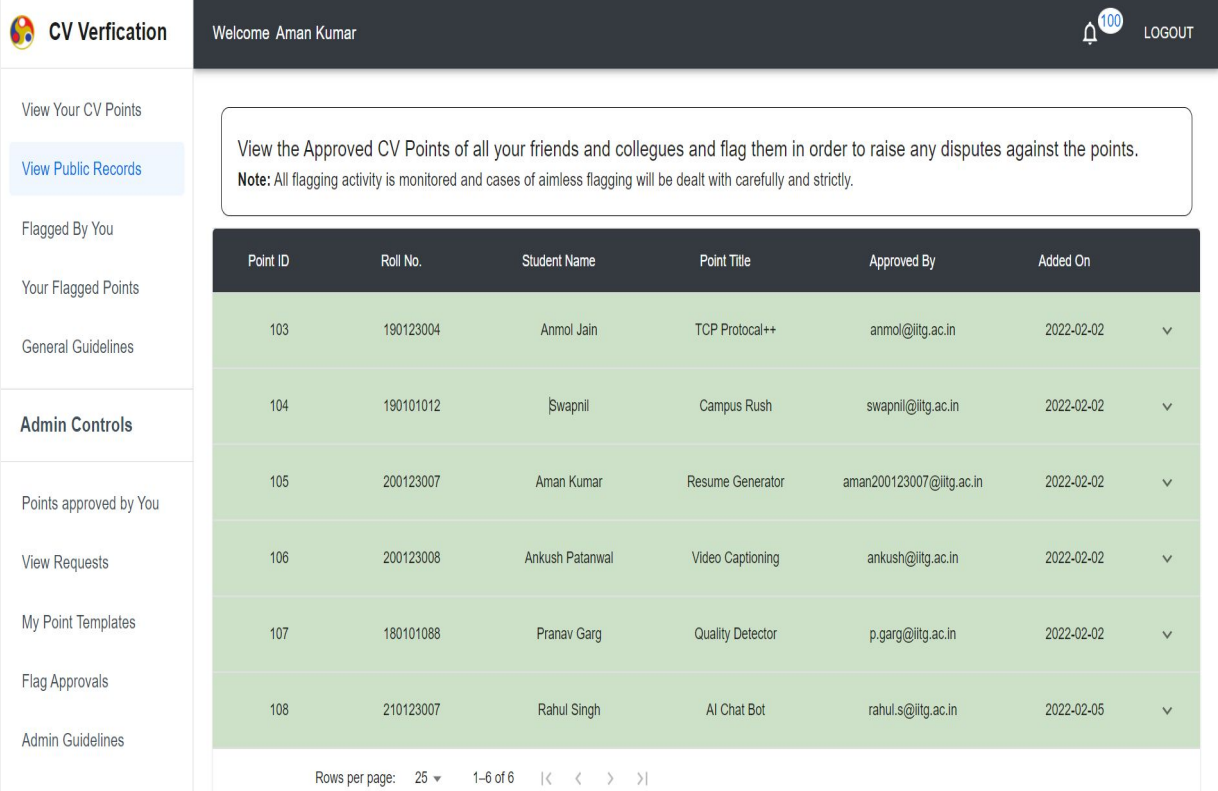 CV Verfication
Welcome Aman Kumar
100
LOGOUT
View Your CV Points
View Public Records
Flagged By You
Your Flagged Points
General Guidelines
Admin Controls
Points approved by You
View Requests
My Point Templates
Flag Approvals
Admin Guidelines
View the Approved CV Points of all your friends and collegues and flag them in order to raise any disputes against the points.
Note: All flagging activity is monitored and cases of aimless flagging will be dealt with carefully and strictly.
Point ID Roll No. Student Name Point Title Approved By Added On
103 190123004 Anmol Jain TCP Protocal++ anmol@iitg.ac.in 2022-02-02
104 190101012 Swapnil Campus Rush swapnil@iitg.ac.in 2022-02-02
105 200123007 Aman Kumar Resume Generator aman200123007@iitg.ac.in 2022-02-02
106 200123008 Ankush Patanwal Video Captioning ankush@iitg.ac.in 2022-02-02
107 180101088 Pranav Garg Quality Detector p.garg@iitg.ac.in 2022-02-02
108 210123007 Rahul Singh AI Chat Bot rahul.s@iitg.ac.in 2022-02-05
Rows per page: 25 1–6 of 6